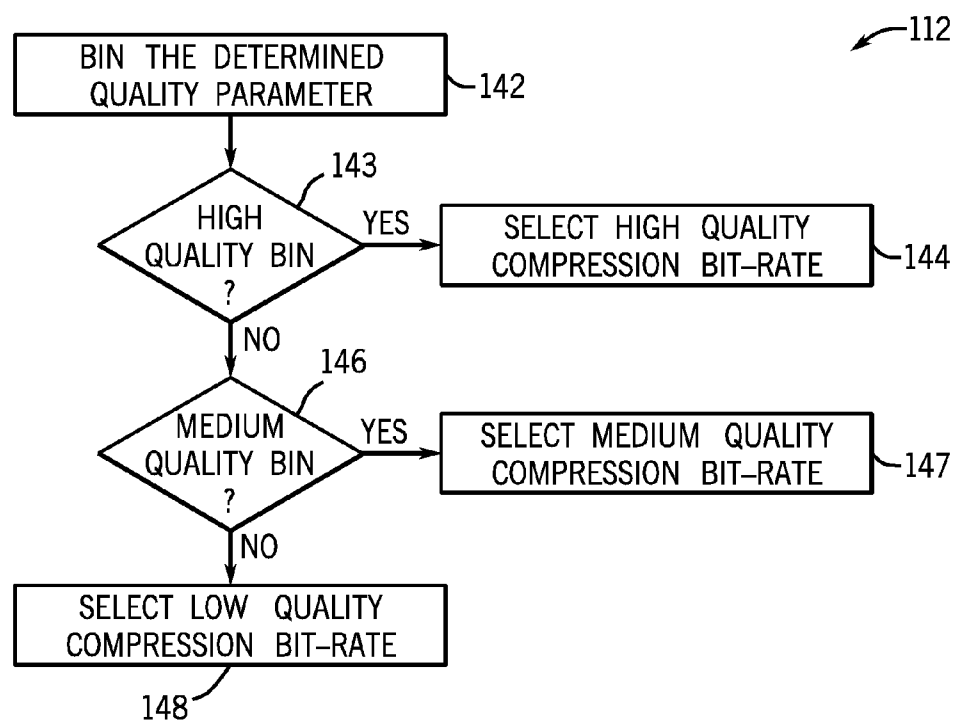 112
BIN THE DETERMINED
QUALITY PARAMETER
142
143
HIGH
QUALITY BIN
?
YES
SELECT HIGH QUALITY
COMPRESSION BIT–RATE
144
NO
146
MEDIUM
QUALITY BIN
?
YES
SELECT MEDIUM QUALITY
COMPRESSION BIT–RATE
147
NO
SELECT LOW QUALITY
COMPRESSION BIT–RATE
148